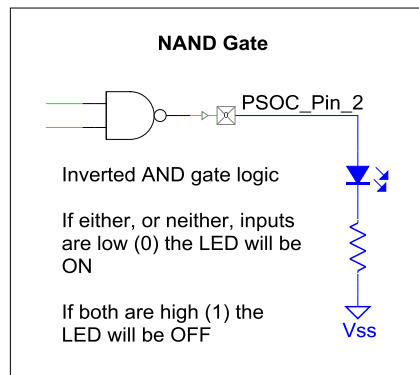 NAND Gate
PSOC_Pin_2
Inverted AND gate logic
If either, or neither, inputs
are low (0) the LED will be
ON
If both are high (1) the
LED will be OFF
Vss